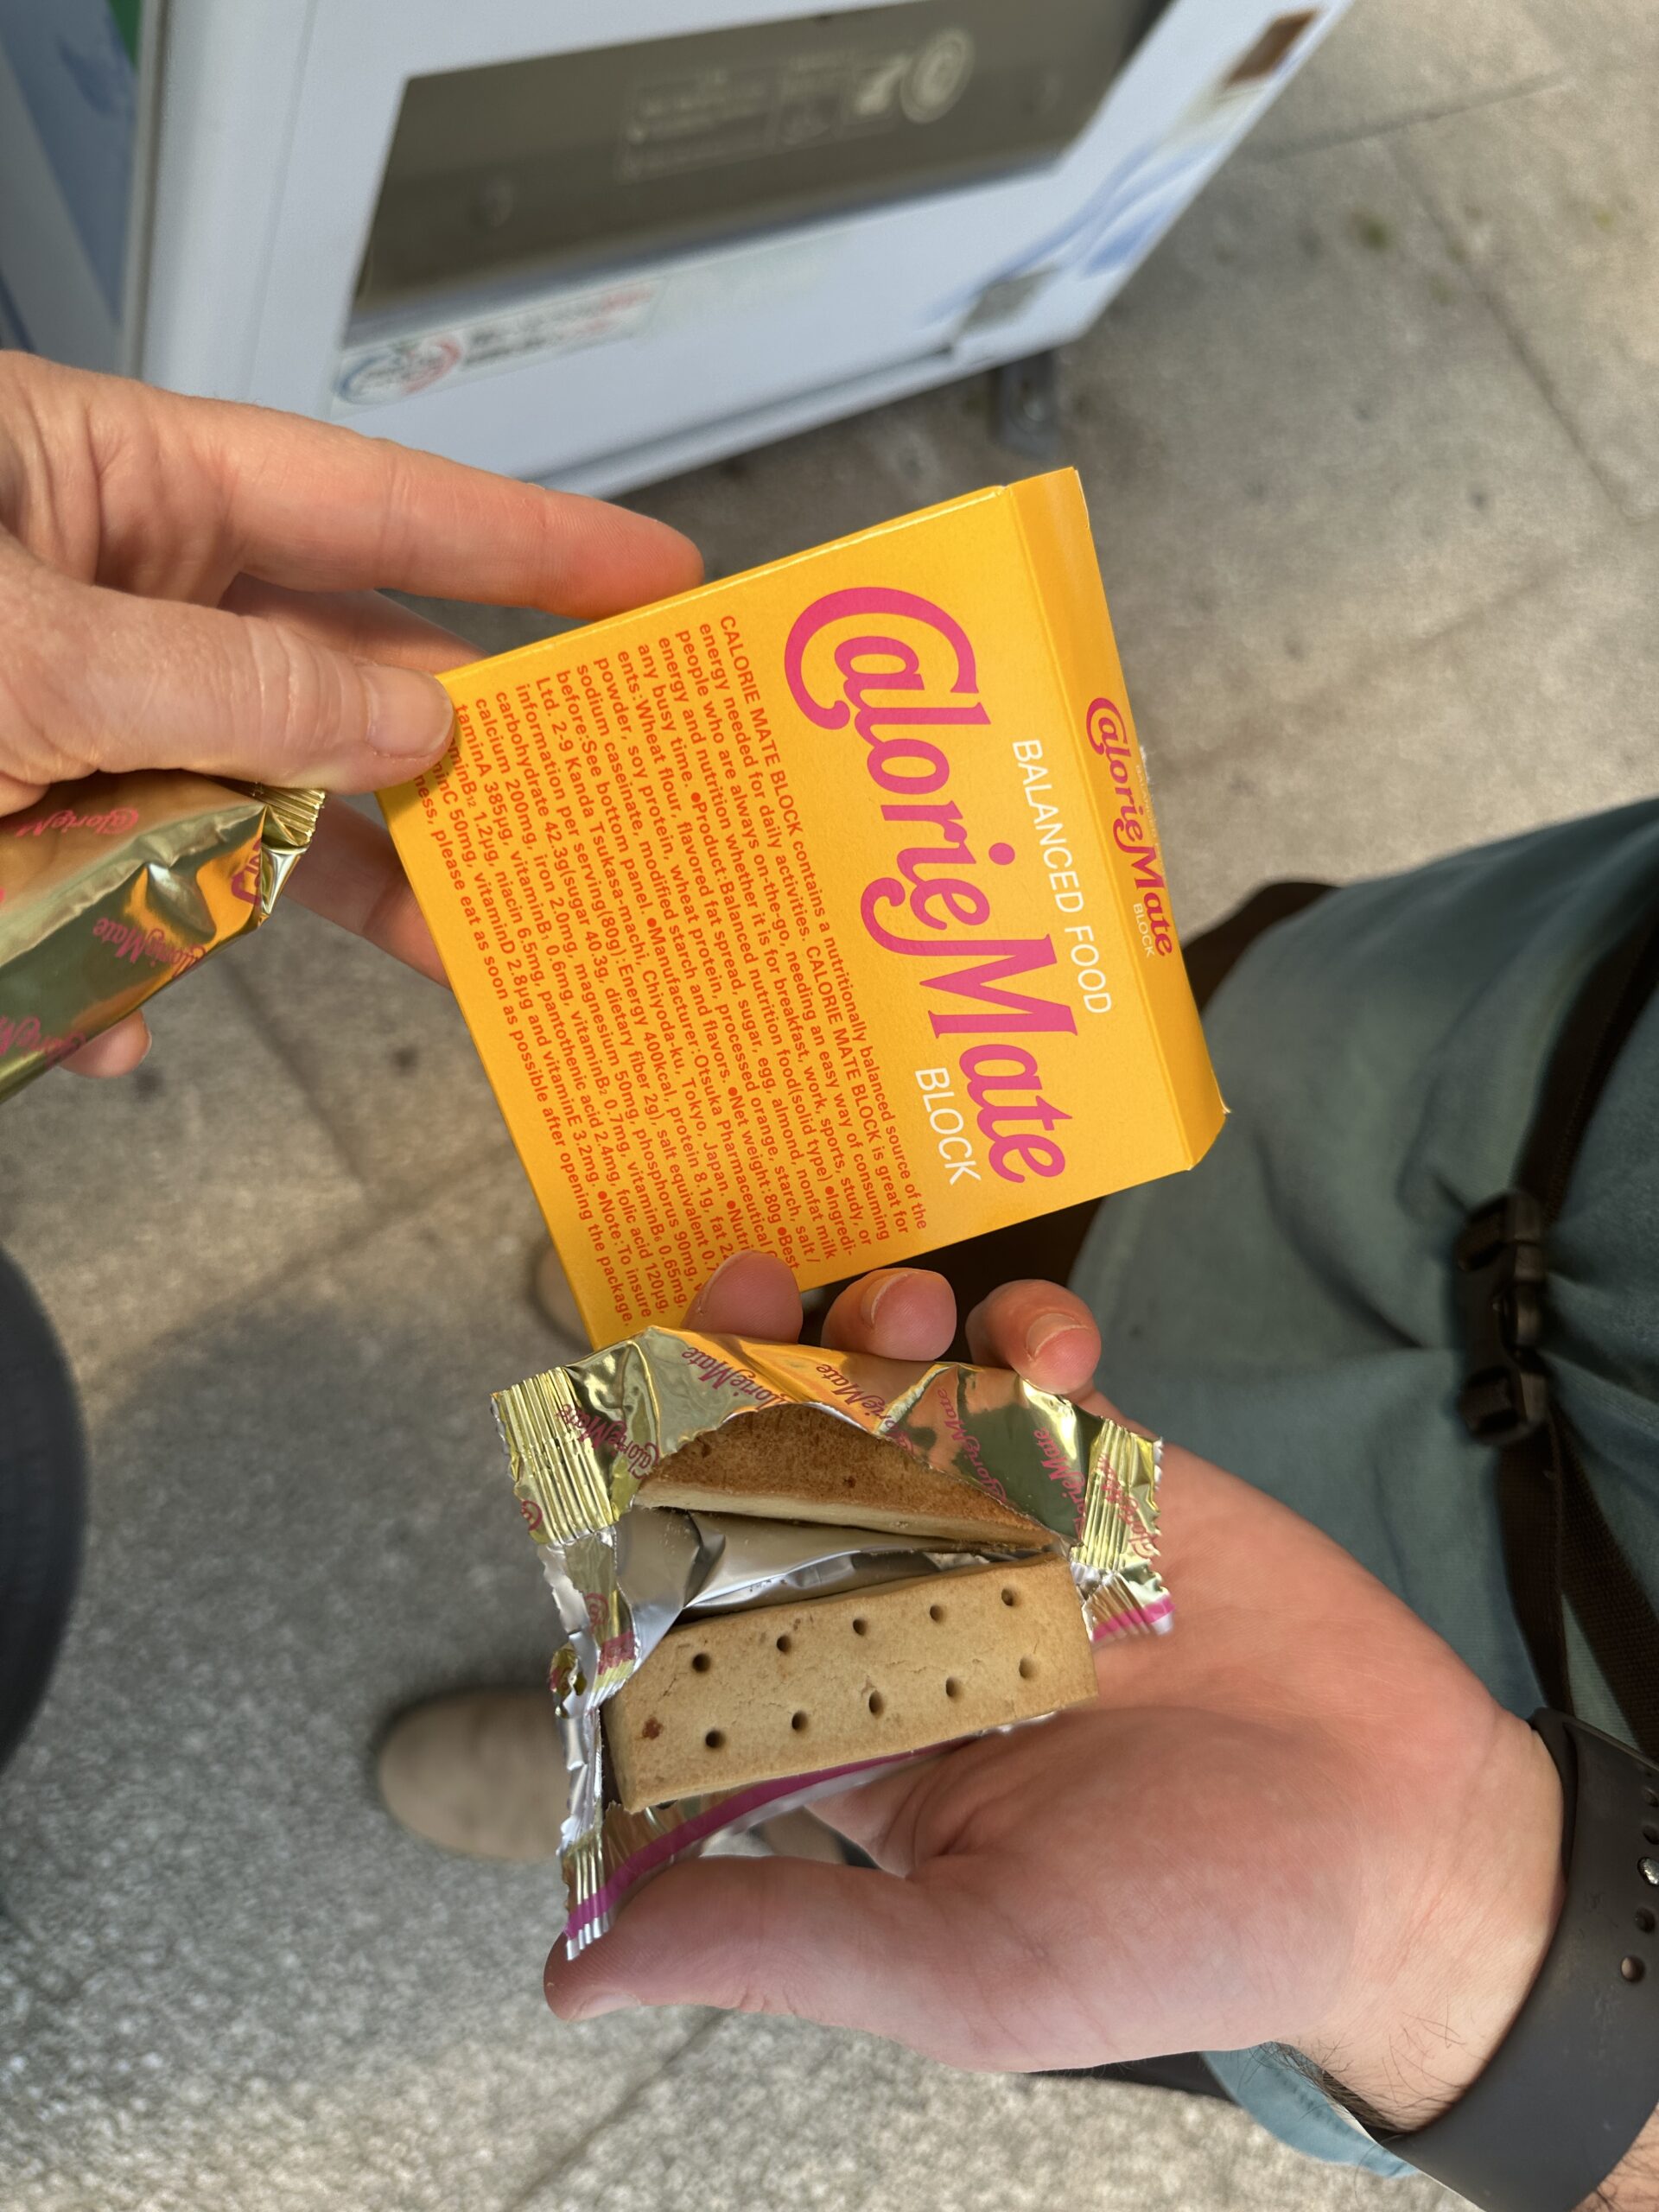 CalorieMate
BLOCK
BALANCED FOOD
CalorieMate
BLOCK
CALORIE MATE BLOCK contains a nutritionally balanced source of the
energy needed for daily activities. CALORIE MATE BLOCK is great for
people who are always on-the-go, needing an easy way of consuming
energy and nutrition whether it is for breakfast, work, sports, study, or
any busy time. ●Product:Balanced nutrition food(solid type) ●Ingredi-
ents:Wheat flour, flavored fat spread, sugar, egg, almond, nonfat milk
powder, soy protein, wheat protein, processed orange, starch, salt/
sodium caseinate, modified starch and flavors. ●Net weight:80g ●Best
before:See bottom panel. ●Manufacturer:Otsuka Pharmaceutical
Ltd. 2-9 Kanda Tsukasa-machi, Chiyoda-ku, Tokyo, Japan. ●Nutri
information per serving(80g):Energy 400kcal, protein 8.1g, fat
carbohydrate 42.3g(sugar 40.3g, dietary fiber 2g), salt equivalent
calcium 200mg, iron 2.0mg, magnesium 50mg, phosphorus 90mg,
taminA 385μg, vitaminB₁ 0.6mg, vitaminB₂ 0.7mg, vitaminB₆ 0.65mg,
inB₁₂ 1.2μg, niacin 6.5mg, pantothenic acid 2.4mg, folic acid 120μg,
inC 50mg, vitaminD 2.8μg and vitaminE 3.2mg. ●Note:To insure
ness, please eat as soon as possible after opening the package.
CalorieMate
CalorieMate
CalorieMate
CalorieMate